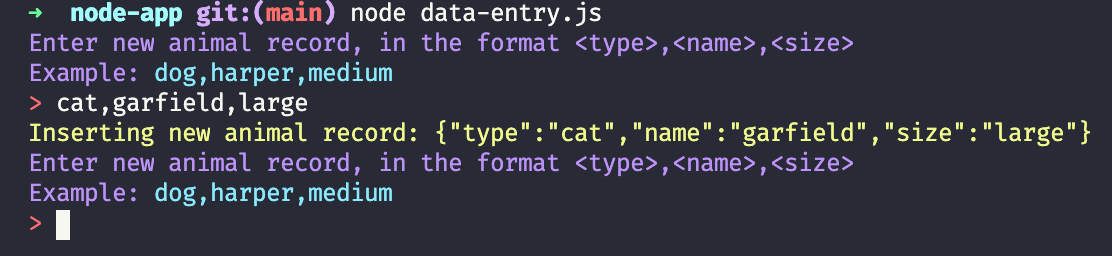 ➜ node-app git:(main) node data-entry.js
Enter new animal record, in the format <type>,<name>,<size>
Example: dog,harper,medium
> cat,garfield,large
Inserting new animal record: {"type":"cat","name":"garfield","size":"large"}
Enter new animal record, in the format <type>,<name>,<size>
Example: dog,harper,medium
>